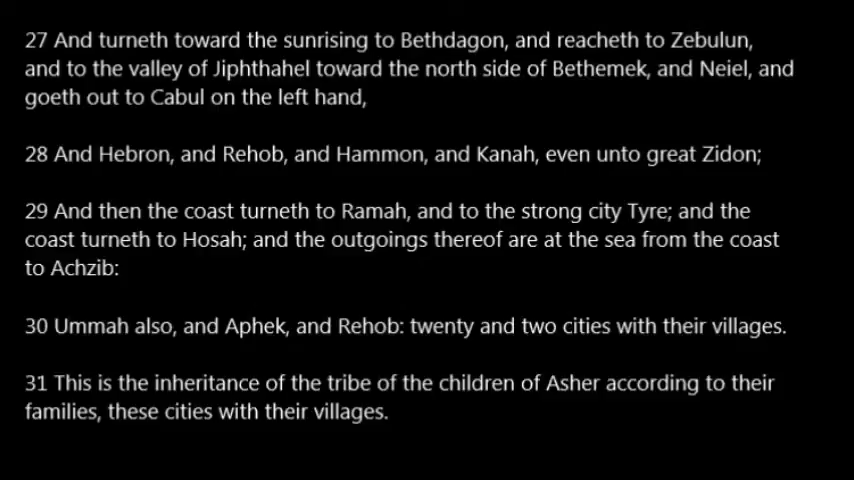 27 And turneth toward the sunrising to Bethdagon, and reacheth to Zebulun,
and to the valley of Jiphthahel toward the north side of Bethemek, and Neiel, and
goeth out to Cabul on the left hand,
28 And Hebron, and Rehob, and Hammon, and Kanah, even unto great Zidon;
29 And then the coast turneth to Ramah, and to the strong city Tyre; and the
coast turneth to Hosah; and the outgoings thereof are at the sea from the coast
to Achzib:
30 Ummah also, and Aphek, and Rehob: twenty and two cities with their villages.
31 This is the inheritance of the tribe of the children of Asher according to their
families, these cities with their villages.